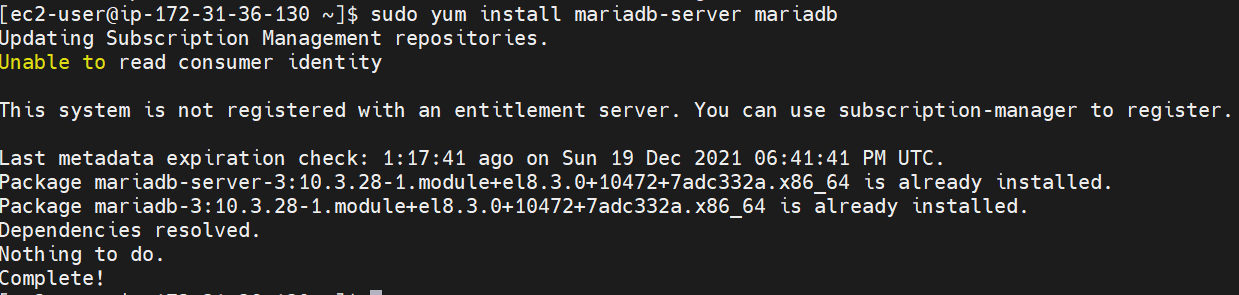 [ec2-user@ip-172-31-36-130 ~]$ sudo yum install mariadb-server mariadb
Updating Subscription Management repositories.
Unable to read consumer identity
This system is not registered with an entitlement server. You can use subscription-manager to register.
Last metadata expiration check: 1:17:41 ago on Sun 19 Dec 2021 06:41:41 PM UTC.
Package mariadb-server-3:10.3.28-1.module+el8.3.0+10472+7adc332a.x86_64 is already installed.
Package mariadb-3:10.3.28-1.module+el8.3.0+10472+7adc332a.x86_64 is already installed.
Dependencies resolved.
Nothing to do.
Complete!